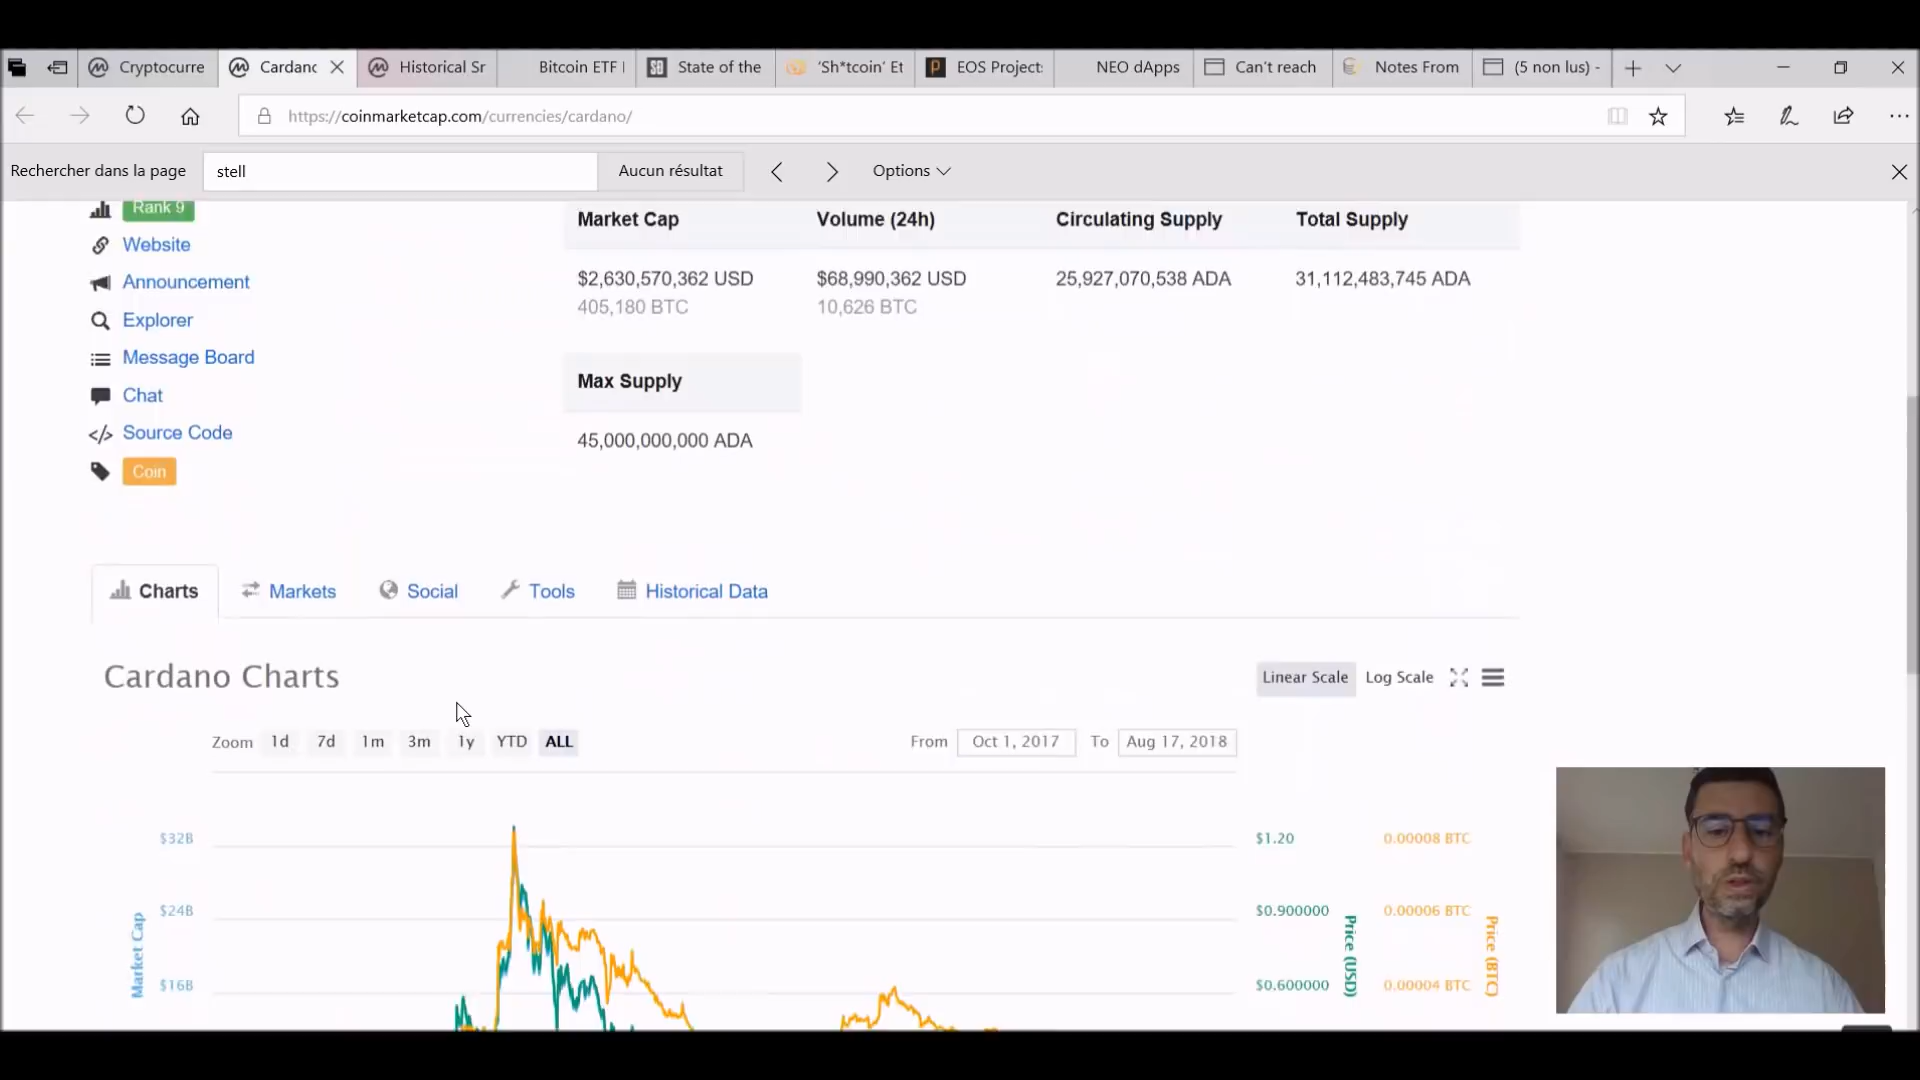 Cryptocurre
Cardano
Historical Sr
Bitcoin ETF
State of the
'Sh*tcoin' Et
EOS Projects
NEO dApps
Can't reach
Notes From
(5 non lus) -
https://coinmarketcap.com/currencies/cardano/
Rechercher dans la page
stell
Aucun résultat
Options
Rank 9
Website
Announcement
Explorer
Message Board
Chat
Source Code
Coin
Market Cap Volume (24h) Circulating Supply Total Supply
$2,630,570,362 USD $68,990,362 USD 25,927,070,538 ADA 31,112,483,745 ADA
405,180 BTC 10,626 BTC
Max Supply
45,000,000,000 ADA
Charts Markets Social Tools Historical Data
Cardano Charts
Linear Scale Log Scale
Zoom 1d 7d 1m 3m 1y YTD ALL
From Oct 1, 2017 To Aug 17, 2018
$32B $1.20 0.00008 BTC
$24B $0.900000 0.00006 BTC
$16B $0.600000 0.00004 BTC
Market Cap
Price (USD)
Price (BTC)